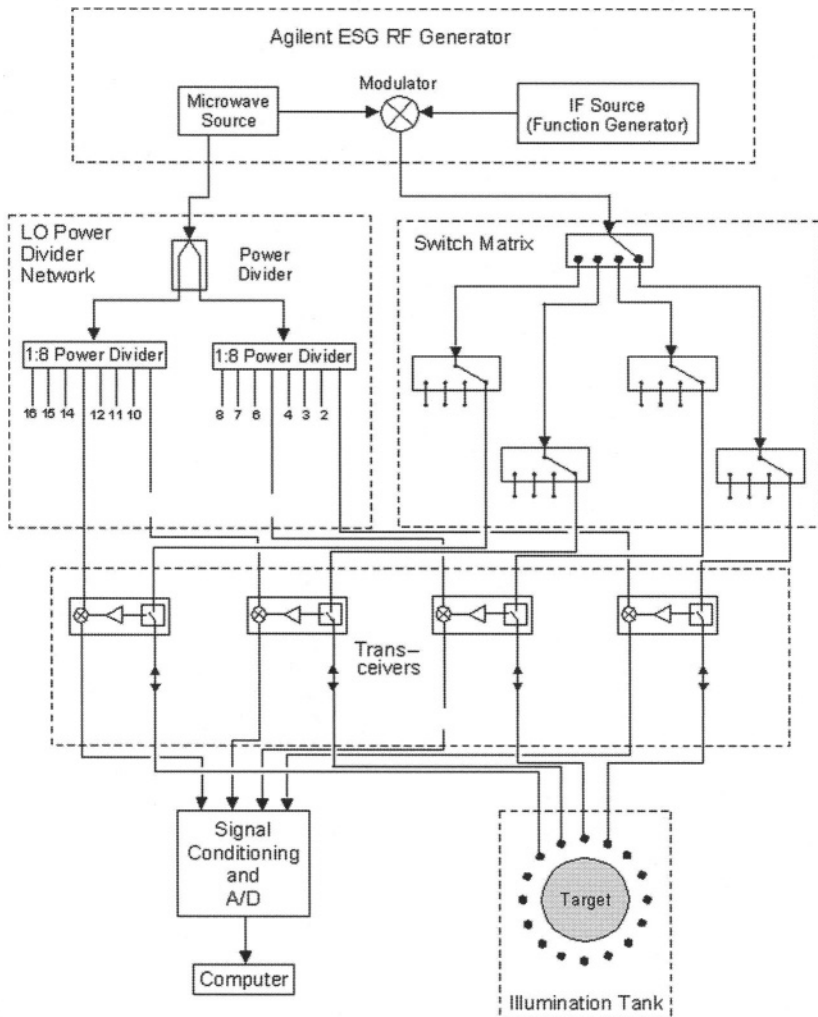 Agilent ESG RF Generator
Modulator
Microwave
Source
IF Source
(Function Generator)
LO Power
Divider
Network
Power
Divider
Switch Matrix
1:8 Power Divider
1:8 Power Divider
16 15 14 12 11 10
8 7 6 4 3 2
Trans-
ceivers
Signal
Conditioning
and
A/D
Target
Computer
Illumination Tank